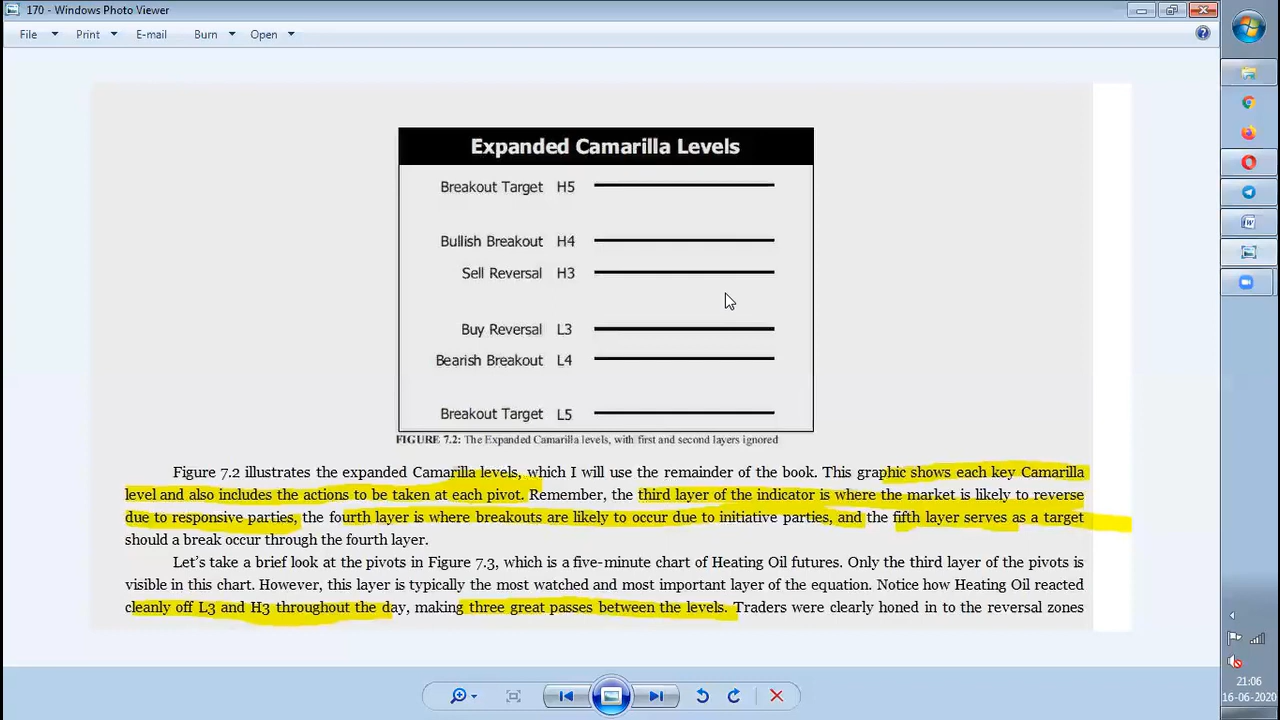 170 - Windows Photo Viewer
File Print E-mail Burn Open
Expanded Camarilla Levels
Breakout Target H5
Bullish Breakout H4
Sell Reversal H3
Buy Reversal L3
Bearish Breakout L4
Breakout Target L5
FIGURE 7.2: The Expanded Camarilla levels, with first and second layers ignored
Figure 7.2 illustrates the expanded Camarilla levels, which I will use the remainder of the book. This graphic shows each key Camarilla
level and also includes the actions to be taken at each pivot. Remember, the third layer of the indicator is where the market is likely to reverse
due to responsive parties, the fourth layer is where breakouts are likely to occur due to initiative parties, and the fifth layer serves as a target
should a break occur through the fourth layer.
Let's take a brief look at the pivots in Figure 7.3, which is a five-minute chart of Heating Oil futures. Only the third layer of the pivots is
visible in this chart. However, this layer is typically the most watched and most important layer of the equation. Notice how Heating Oil reacted
cleanly off L3 and H3 throughout the day, making three great passes between the levels. Traders were clearly honed in to the reversal zones
21:06
16-06-2020